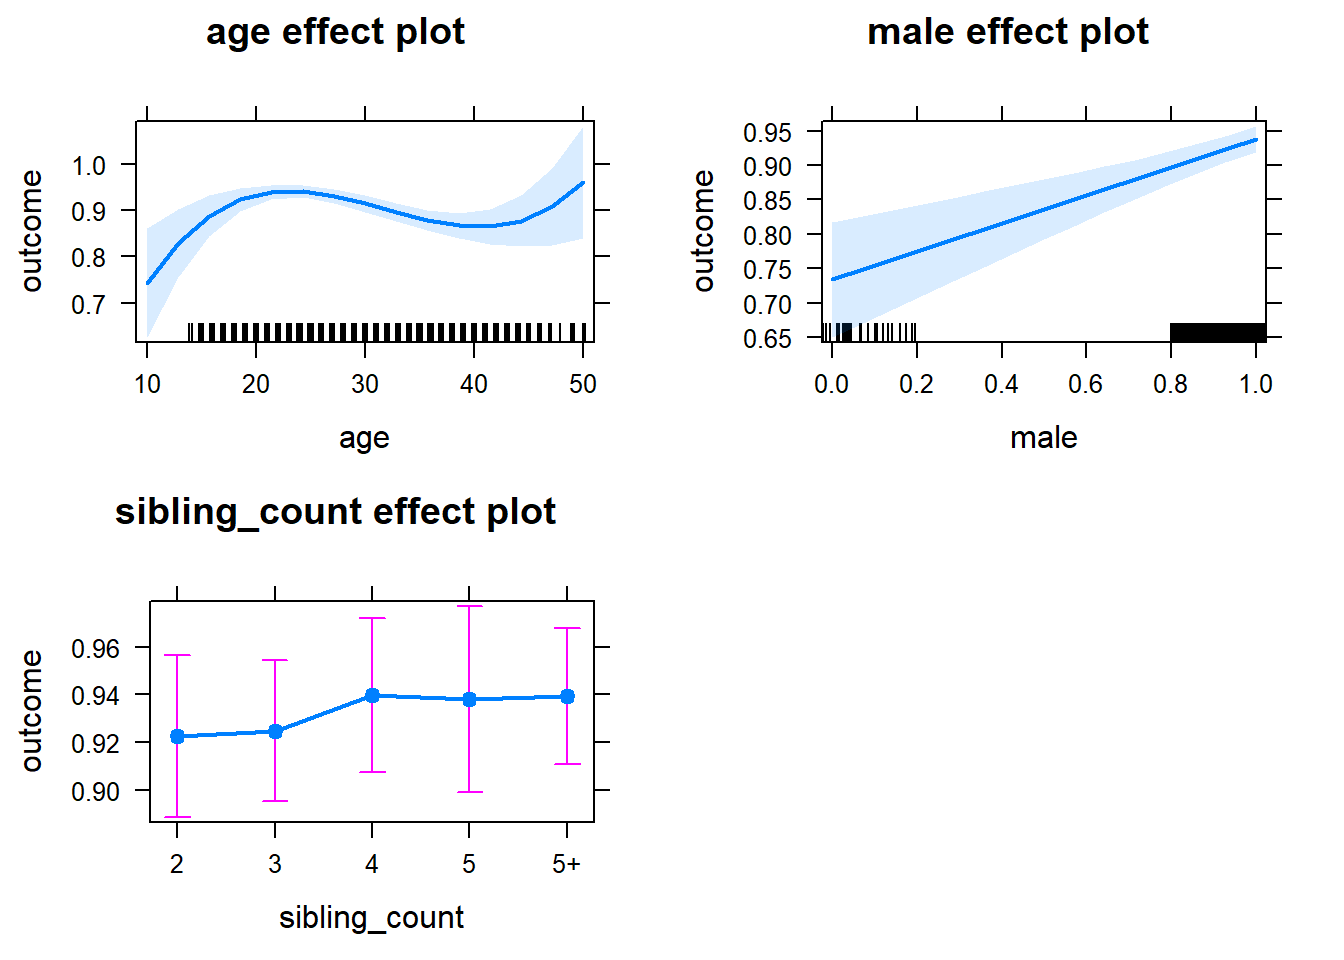 age effect plot
outcome
1.0
0.9
0.8
0.7
10 20 30 40 50
age
male effect plot
outcome
0.95
0.90
0.85
0.80
0.75
0.70
0.65
0.0 0.2 0.4 0.6 0.8 1.0
male
sibling_count effect plot
outcome
0.96
0.94
0.92
0.90
2 3 4 5 5+
sibling_count